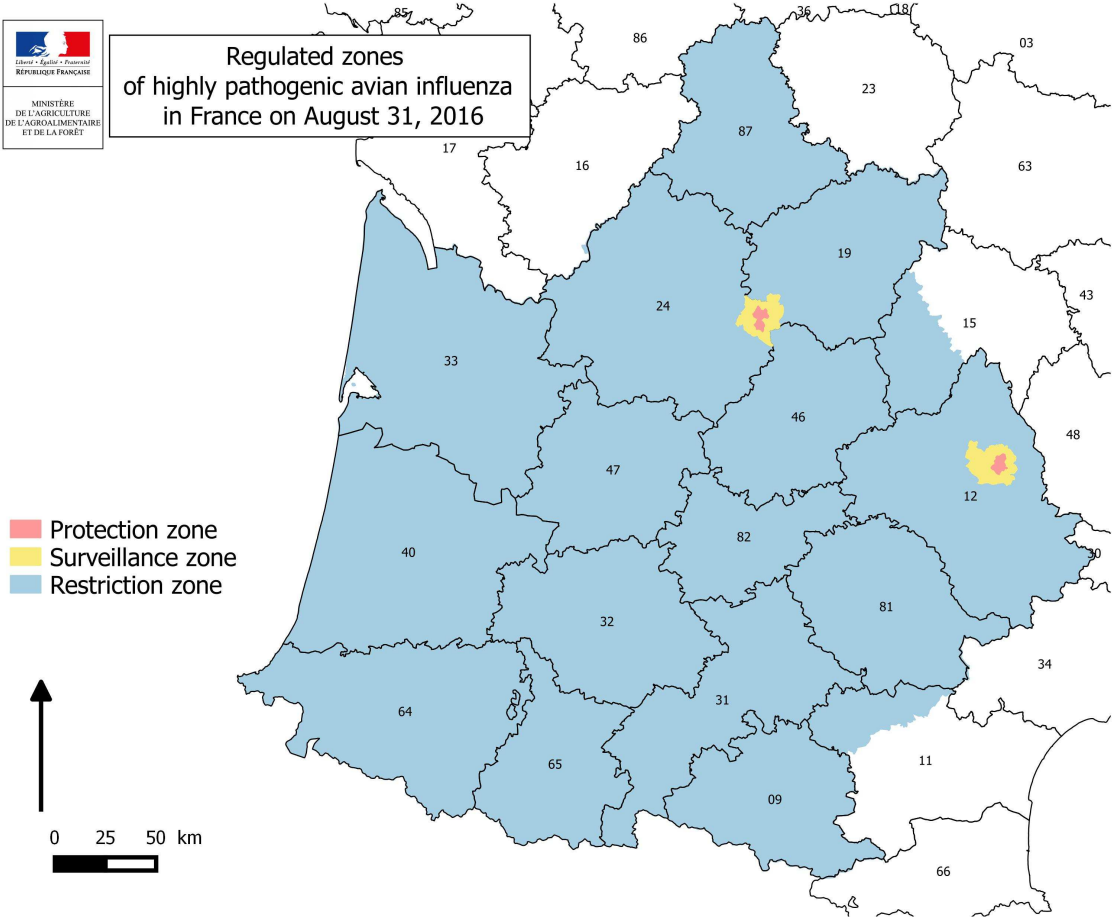 85
36
18
86
03
Liberté • Égalité • Fraternité
RÉPUBLIQUE FRANÇAISE
MINISTÈRE
DE L'AGRICULTURE
DE L'AGROALIMENTAIRE
ET DE LA FORÊT
Regulated zones
of highly pathogenic avian influenza
in France on August 31, 2016
23
87
17
16
63
19
43
24
15
33
46
48
47
12
Protection zone
Surveillance zone
Restriction zone
40
82
30
32
81
34
31
64
65
11
09
0 25 50 km
66